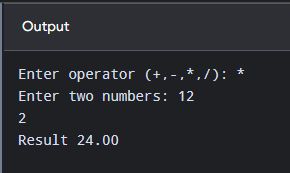 Output
Enter operator (+,-,*,/): *
Enter two numbers: 12
2
Result 24.00